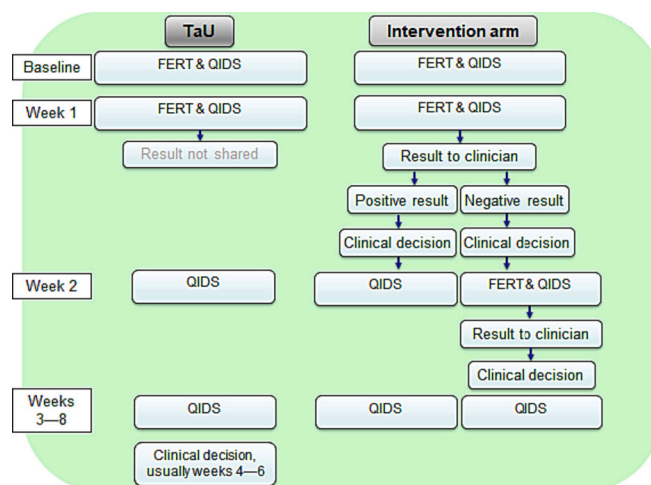 TaU
Intervention arm
Baseline
FERT & QIDS
FERT & QIDS
Week 1
FERT & QIDS
FERT & QIDS
Result not shared
Result to clinician
Positive result
Negative result
Clinical decision
Clinical decision
Week 2
QIDS
QIDS
FERT & QIDS
Result to clinician
Clinical decision
Weeks
3—8
QIDS
QIDS
QIDS
Clinical decision,
usually weeks 4—6